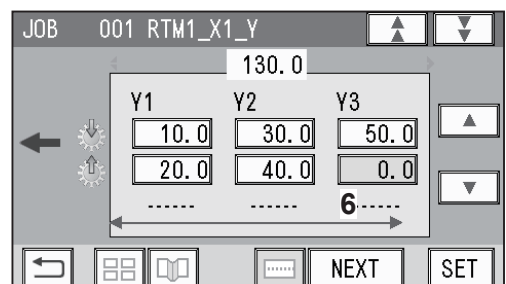 JOB 001 RTM1_X1_Y
130.0
Y1 Y2 Y3
10.0 30.0 50.0
20.0 40.0 0.0
------ ------ 6 ------
NEXT SET